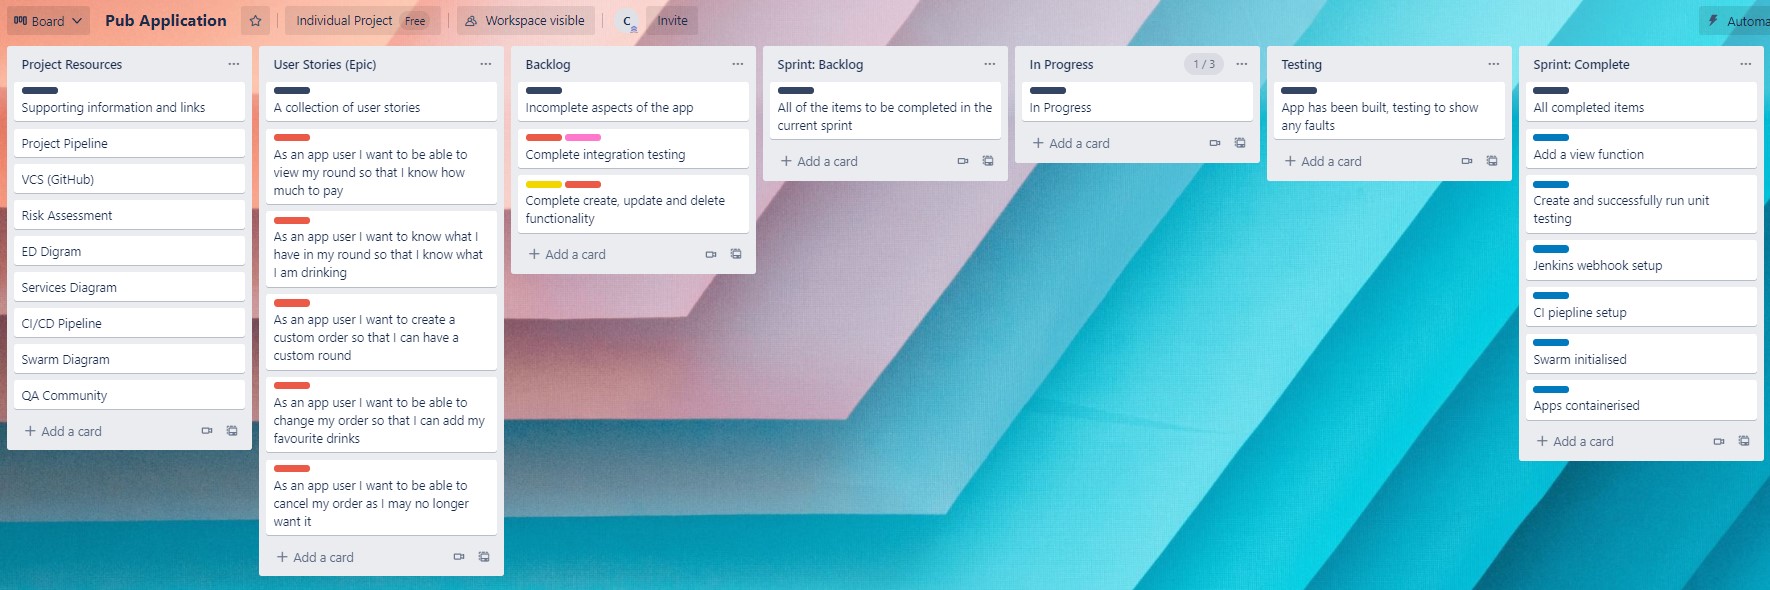 Board
Pub Application
Individual Project Free
Workspace visible
C
Invite
Project Resources
Supporting information and links
Project Pipeline
VCS (GitHub)
Risk Assessment
ED Digram
Services Diagram
CI/CD Pipeline
Swarm Diagram
QA Community
+ Add a card
User Stories (Epic)
A collection of user stories
As an app user I want to be able to
view my round so that I know how
much to pay
As an app user I want to know what I
have in my round so that I know what
I am drinking
As an app user I want to create a
custom order so that I can have a
custom round
As an app user I want to be able to
change my order so that I can add my
favourite drinks
As an app user I want to be able to
cancel my order as I may no longer
want it
+ Add a card
Backlog
Incomplete aspects of the app
Complete integration testing
Complete create, update and delete
functionality
+ Add a card
Sprint: Backlog
All of the items to be completed in the
current sprint
+ Add a card
In Progress
1 / 3
In Progress
+ Add a card
Testing
App has been built, testing to show
any faults
+ Add a card
Sprint: Complete
All completed items
Add a view function
Create and successfully run unit
testing
Jenkins webhook setup
CI piepline setup
Swarm initialised
Apps containerised
+ Add a card